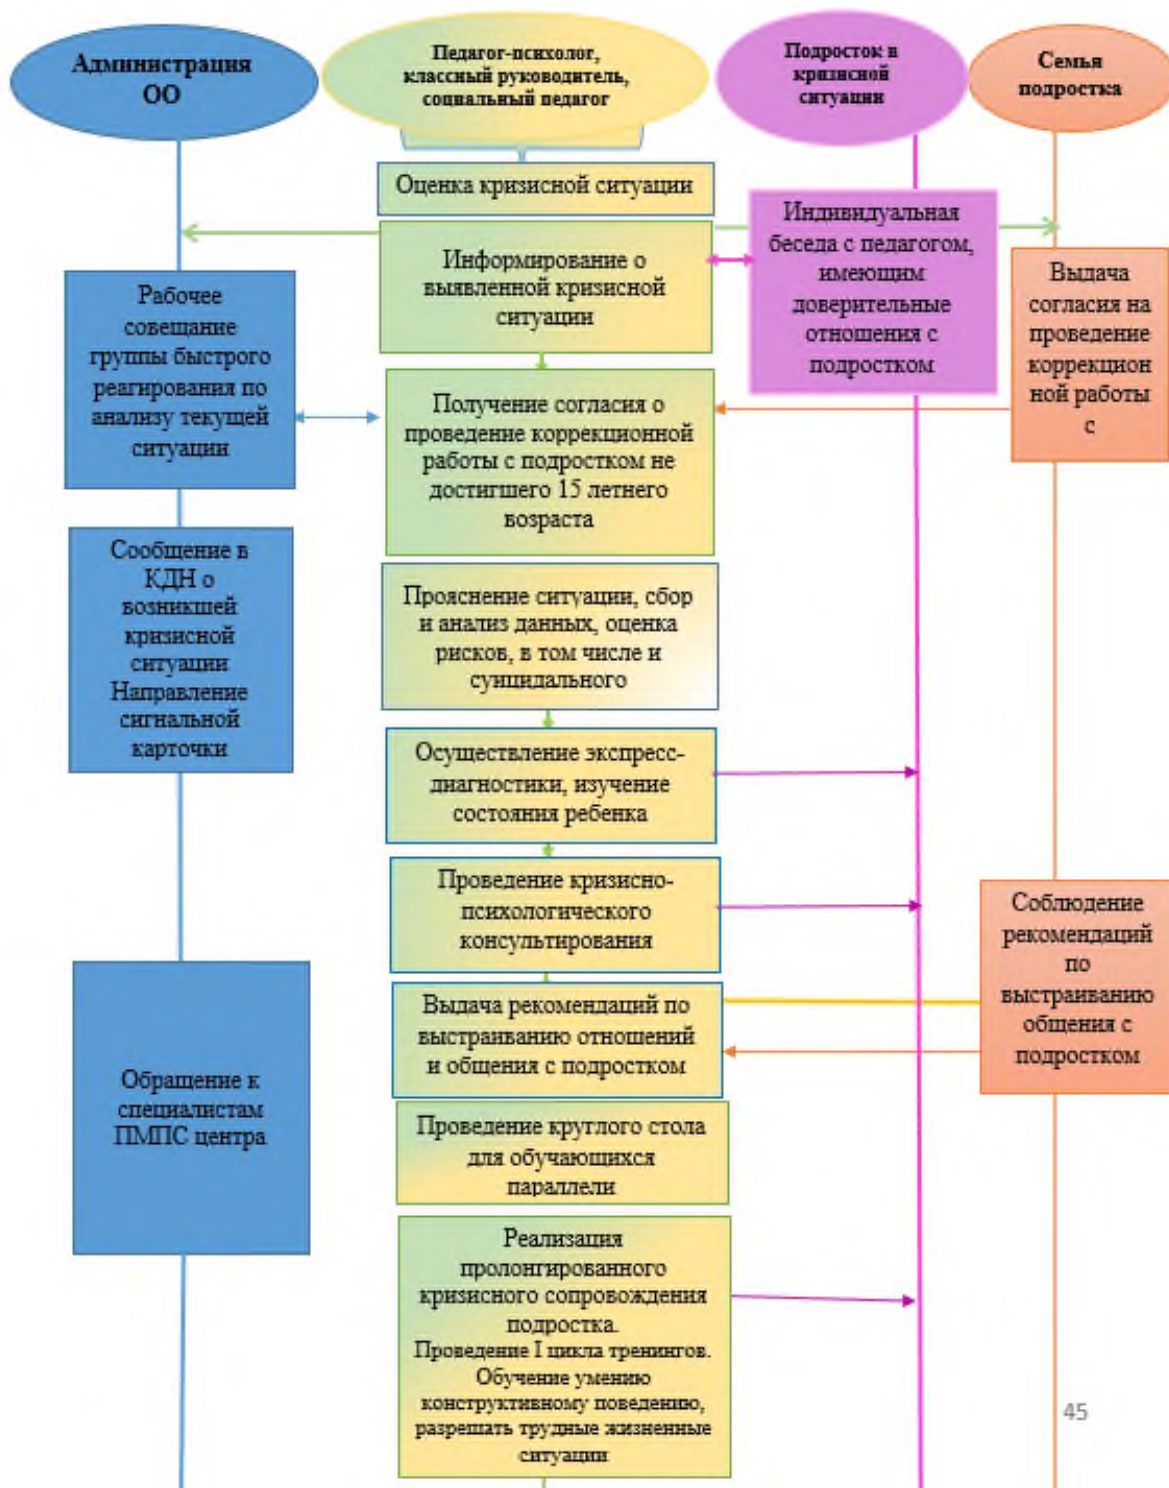 Администрация
ОО
Педагог-психолог,
классный руководитель,
социальный педагог
Подросток в
кризисной
ситуации
Семья
подростка
Оценка кризисной ситуации
Информирование о
выявленной кризисной
ситуации
Индивидуальная
беседа с педагогом,
имеющим
доверительные
отношения с
подростком
Рабочее
совещание
группы быстрого
реагирования по
анализу текущей
ситуации
Выдача
согласия на
проведение
коррекцион
ной работы
с
Получение согласия о
проведение коррекционной
работы с подростком не
достигшего 15 летнего
возраста
Сообщение в
КДН о
возникшей
кризисной
ситуации
Направление
сигнальной
карточки
Прояснение ситуации, сбор
и анализ данных, оценка
рисков, в том числе и
суицидального
Осуществление экспресс-
диагностики, изучение
состояния ребенка
Проведение кризисно-
психологического
консультирования
Соблюдение
рекомендаций
по
выстраиванию
общения с
подростком
Обращение к
специалистам
ПМПС центра
Выдача рекомендаций по
выстраиванию отношений
и общения с подростком
Проведение круглого стола
для обучающихся
параллели
Реализация
пролонгированного
кризисного сопровождения
подростка.
Проведение I цикла тренингов.
Обучение умению
конструктивному поведению,
разрешать трудные жизненные
ситуации
45